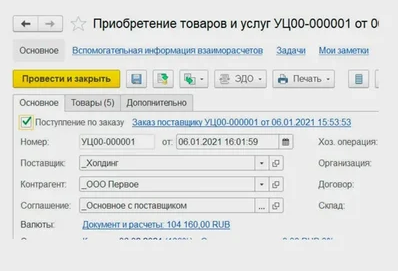 Приобретение товаров и услуг УЦ00-000001 от 0
Основное Вспомогательная информация взаиморасчетов Задачи Мои заметки
Провести и закрыть ЭДО Печать
Основное Товары (5) Дополнительно
Поступление по заказу Заказ поставщику УЦ00-000001 от 06.01.2021 15:53:53
Номер: УЦ00-000001 от: 06.01.2021 16:01:59 Хоз. операция:
Поставщик: _Холдинг Организация:
Контрагент: _ООО Первое Договор:
Соглашение: _Основное с поставщиком ... Склад:
Валюты: Документ и расчеты: 104 160,00 RUB